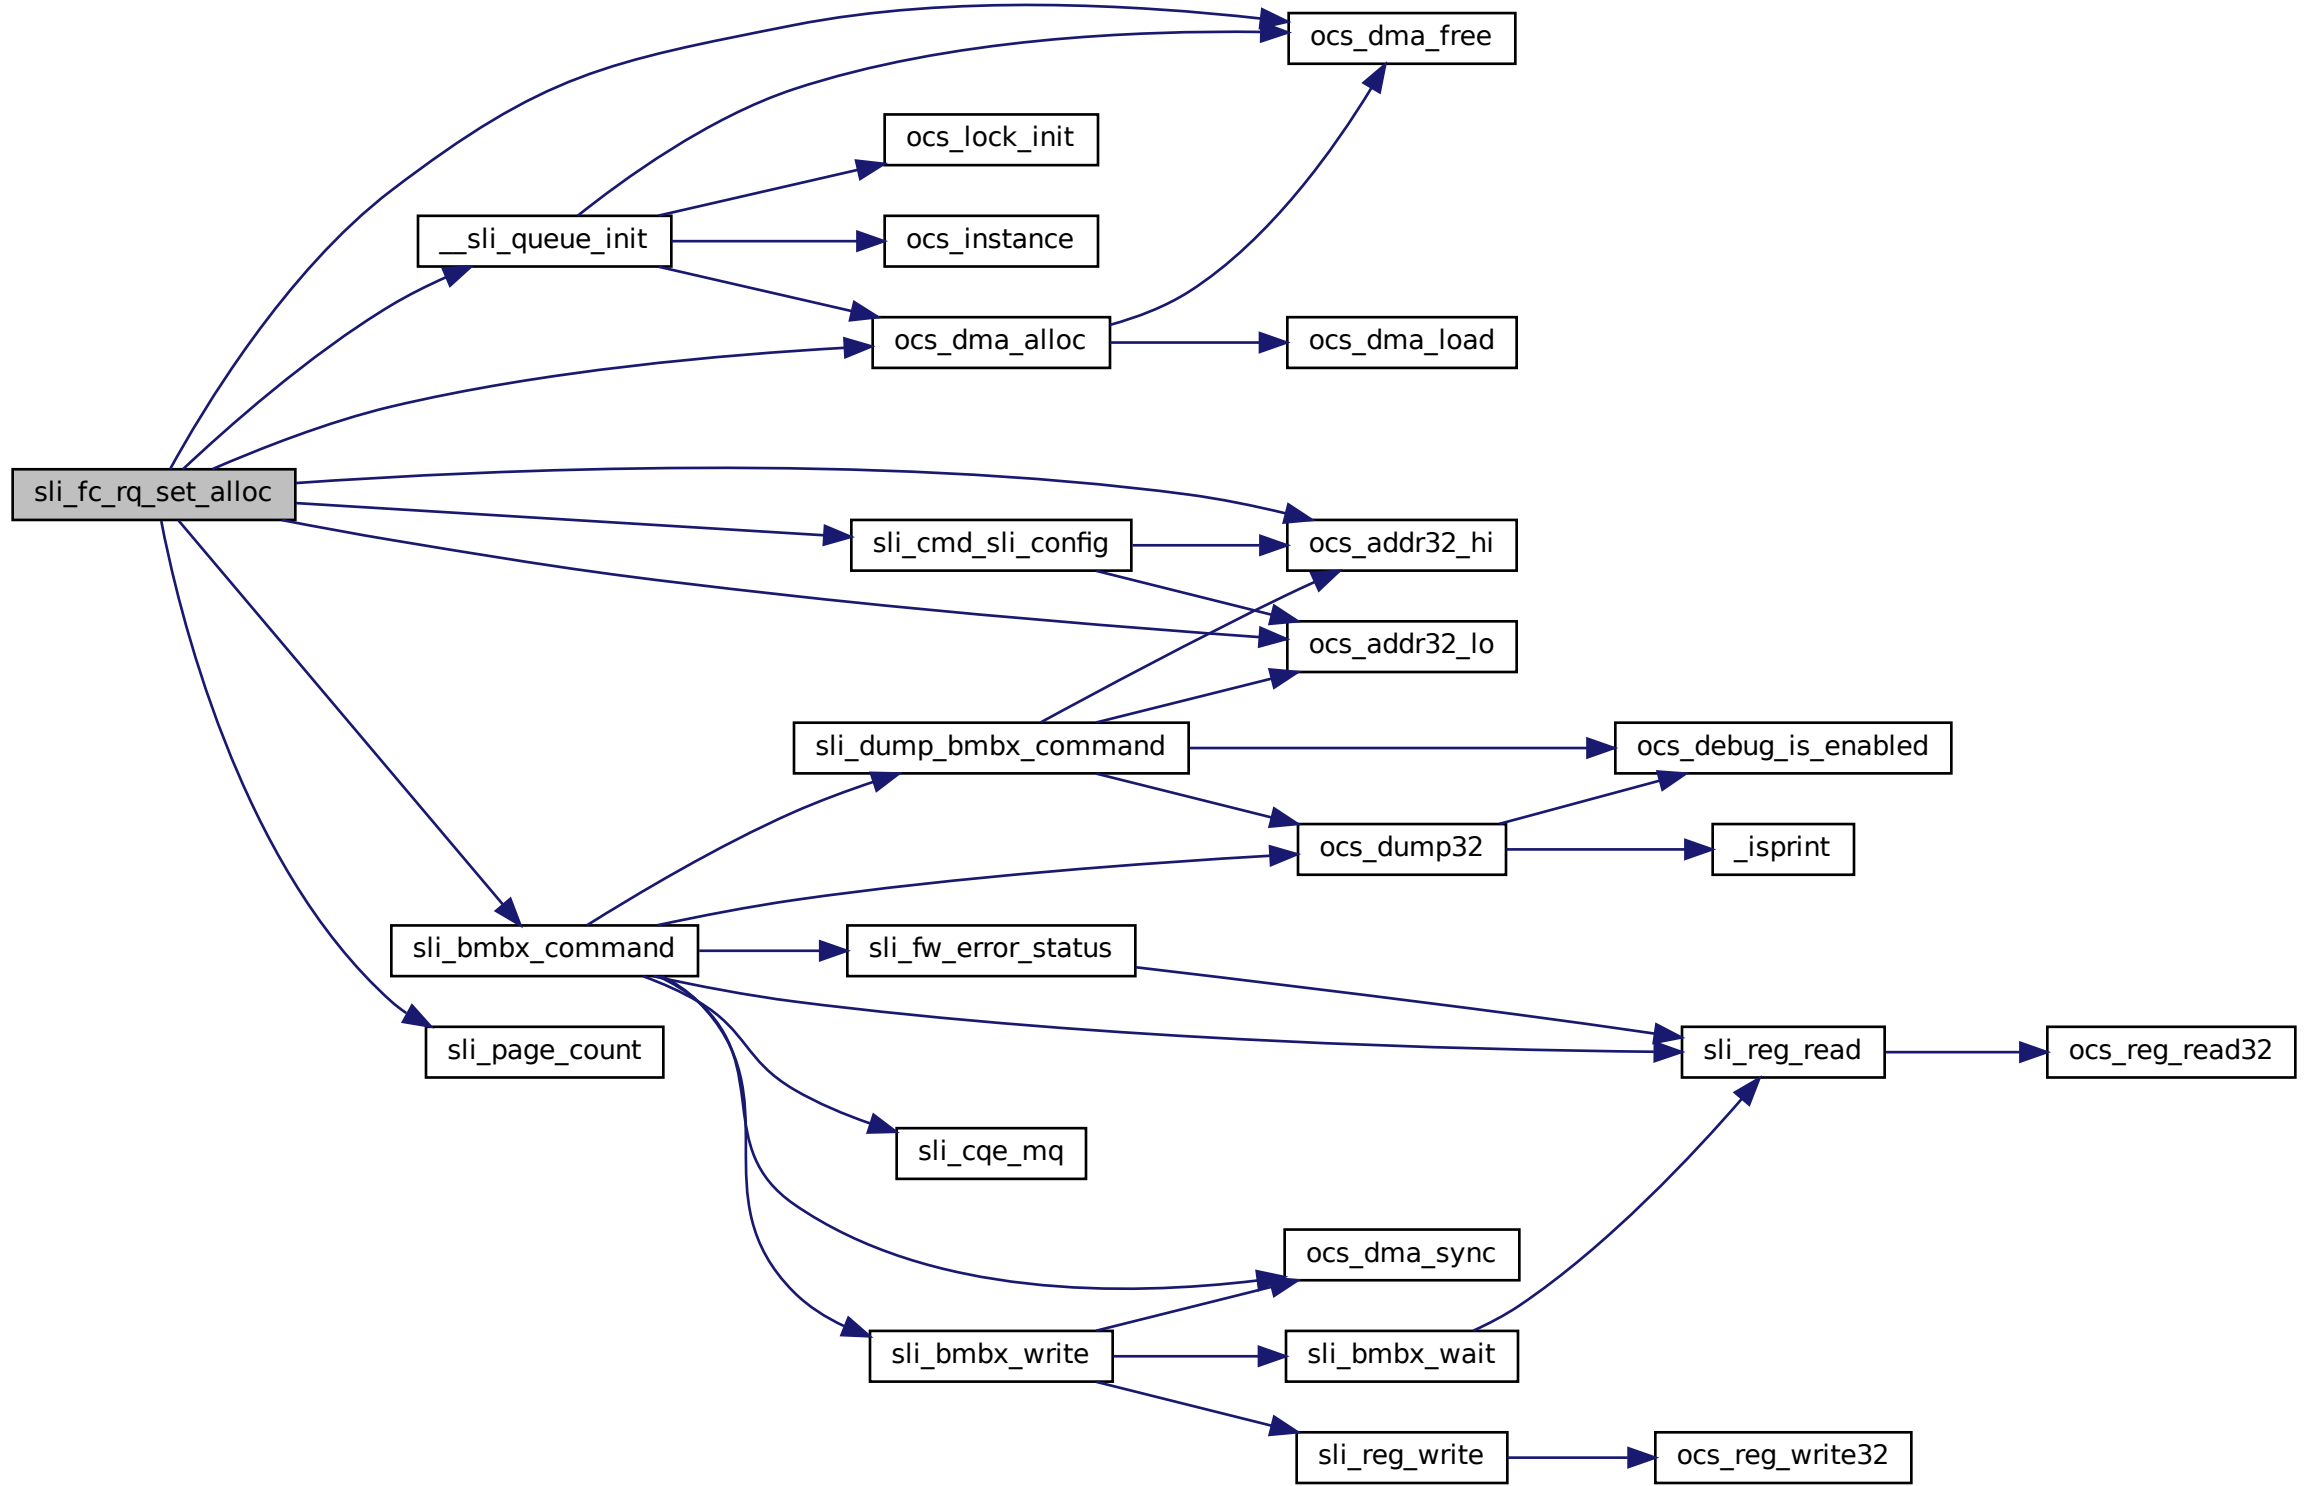 ocs_dma_free
ocs_lock_init
__sli_queue_init
ocs_instance
ocs_dma_alloc
ocs_dma_load
sli_fc_rq_set_alloc
sli_cmd_sli_config
ocs_addr32_hi
ocs_addr32_lo
sli_dump_bmbx_command
ocs_debug_is_enabled
ocs_dump32
_isprint
sli_bmbx_command
sli_fw_error_status
sli_page_count
sli_reg_read
ocs_reg_read32
sli_cqe_mq
ocs_dma_sync
sli_bmbx_write
sli_bmbx_wait
sli_reg_write
ocs_reg_write32